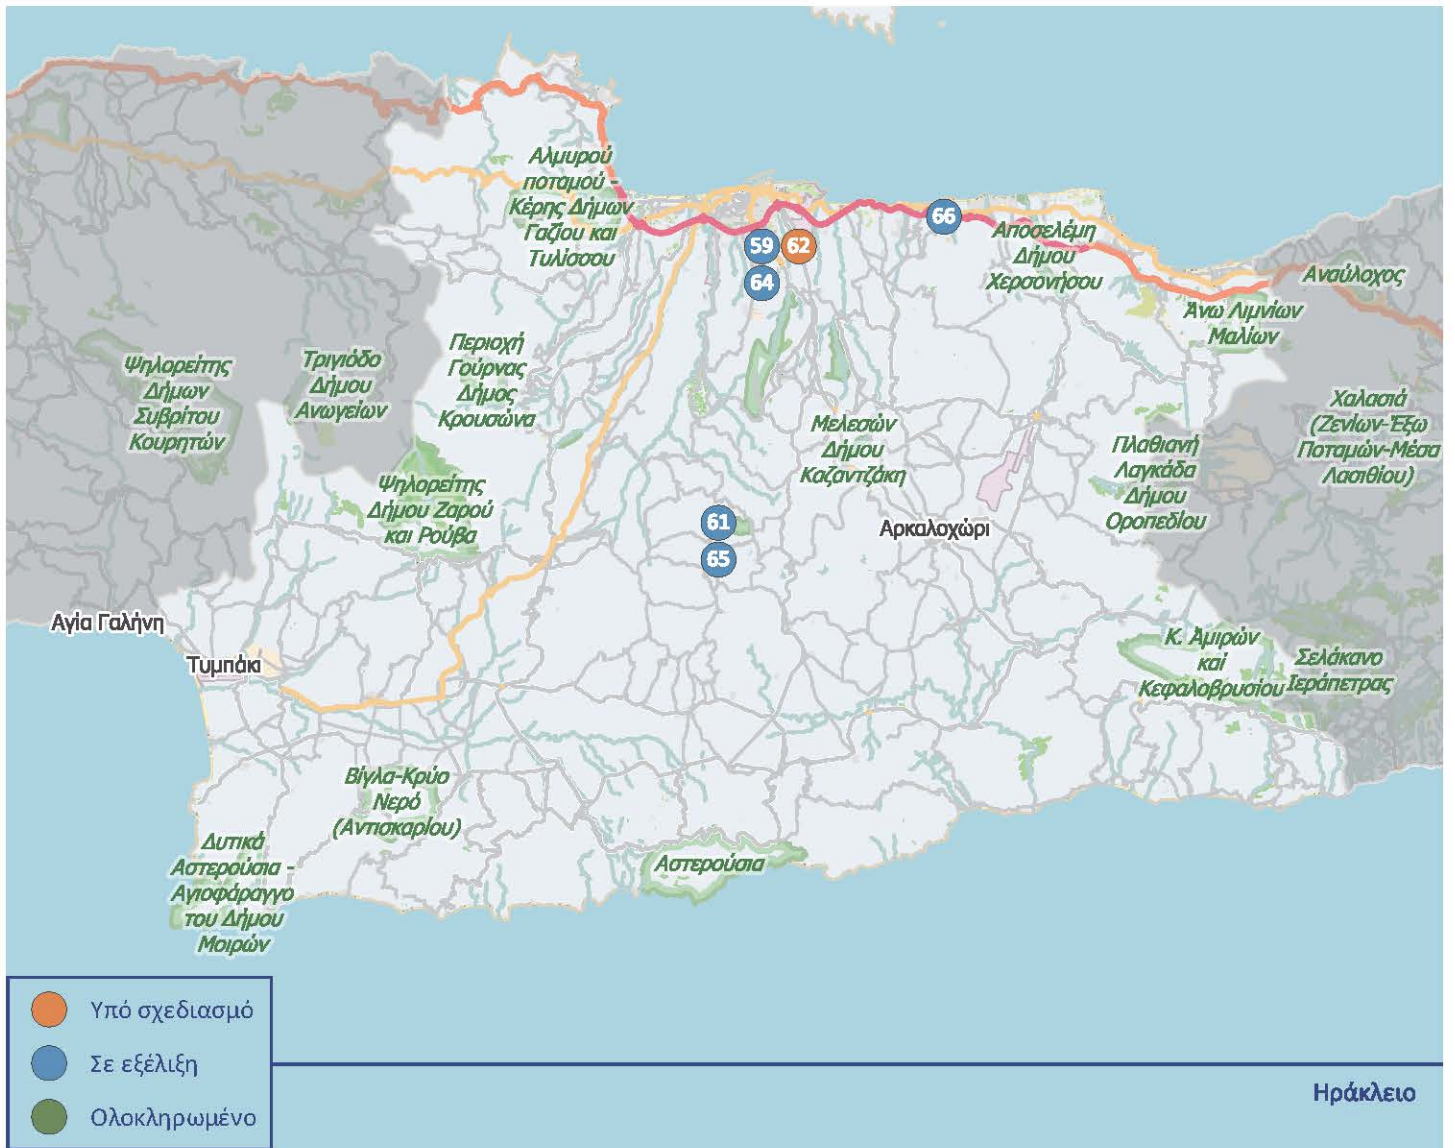 Αλμυρού
ποταμού -
Κέρης Δήμων
Γαζίου και
Τυλίσσου
66
59
62
64
Αποσελέμη
Δήμου
Χερσονήσου
Αναύλοχος
Άνω Λιμνίων
Μαλίων
Ψηλορείτης
Δήμων
Συβρίτου
Κουρητών
Τριγιόδο
Δήμου
Ανωγείων
Περιοχή
Γούρνας
Δήμος
Κρουσώνα
Μελεσών
Δήμου
Καζαντζάκη
Πλαθιανή
Λαγκάδα
Δήμου
Οροπεδίου
Χαλασιά
(Ζενίων-Έξω
Ποταμών-Μέσα
Λασιθίου)
Ψηλορείτης
Δήμου Ζαρού
και Ρούβα
61
65
Αρκαλοχώρι
Αγία Γαλήνη
Τυμπάκι
Κ. Άμιρών
καί
Κεφαλοβρυσίου
Σελάκανο
Ιεράπετρας
Βίγλα-Κρύο
Νερό
(Αντισκαρίου)
Δυτικά
Αστερούσια -
Αγιοφάραγγο
του Δήμου
Μοιρών
Αστερούσια
Υπό σχεδιασμό
Σε εξέλιξη
Ολοκληρωμένο
Ηράκλειο